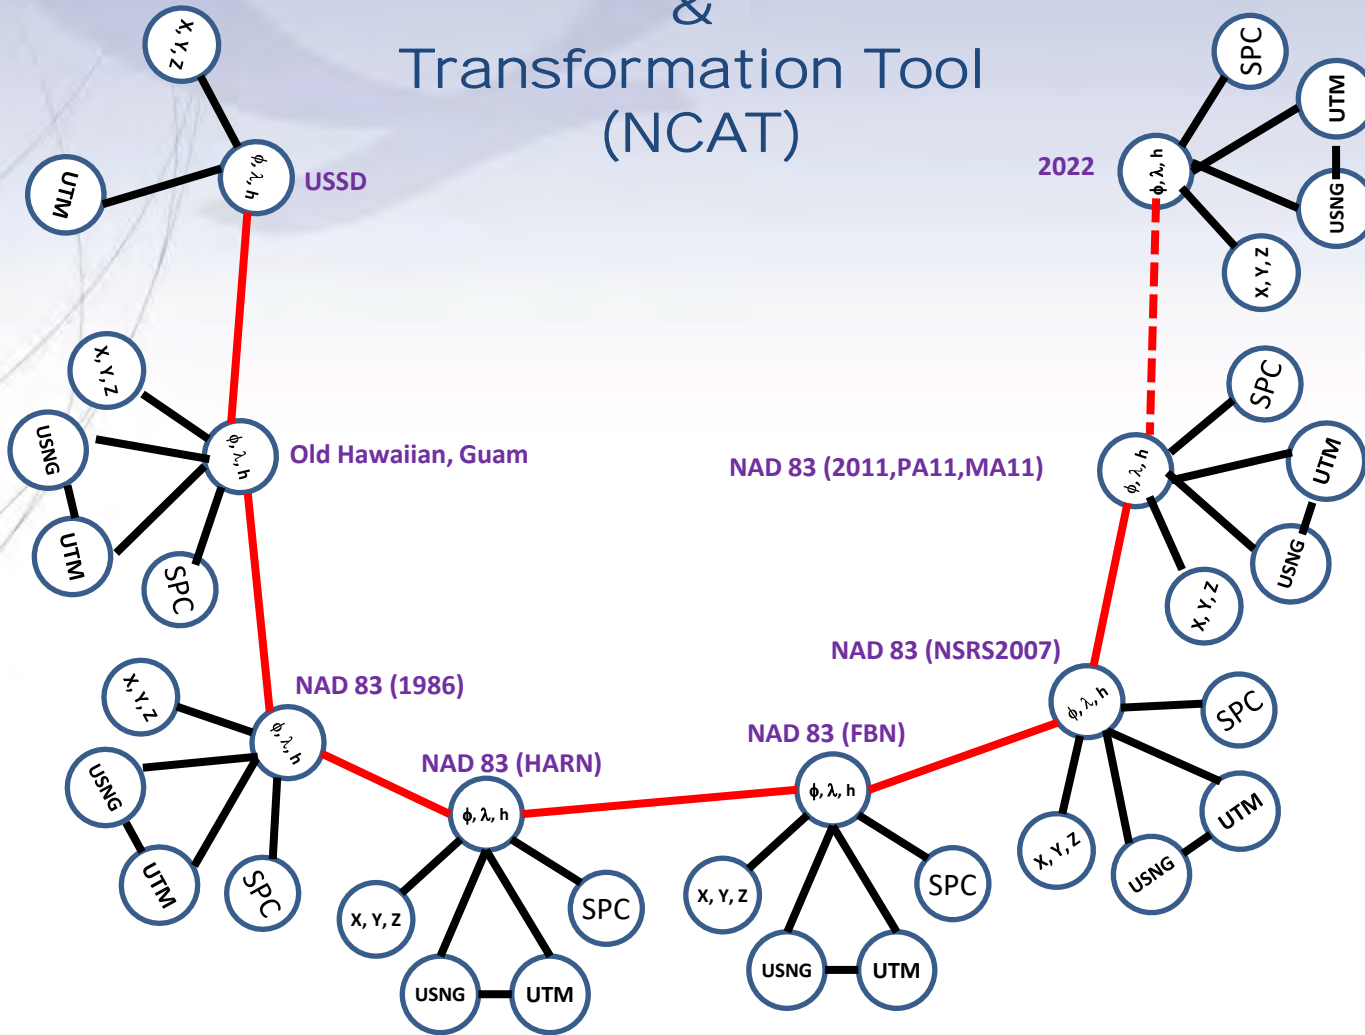 &
Transformation Tool
(NCAT)
X, Y, Z
UTM
φ, λ, h
USSD
SPC
UTM
2022
φ, λ, h
USNG
X, Y, Z
X, Y, Z
USNG
φ, λ, h
Old Hawaiian, Guam
UTM
SPC
SPC
NAD 83 (2011,PA11,MA11)
φ, λ, h
UTM
USNG
X, Y, Z
NAD 83 (1986)
X, Y, Z
φ, λ, h
USNG
UTM
SPC
NAD 83 (HARN)
φ, λ, h
X, Y, Z
SPC
USNG
UTM
NAD 83 (FBN)
φ, λ, h
X, Y, Z
SPC
USNG
UTM
NAD 83 (NSRS2007)
φ, λ, h
SPC
UTM
X, Y, Z
USNG